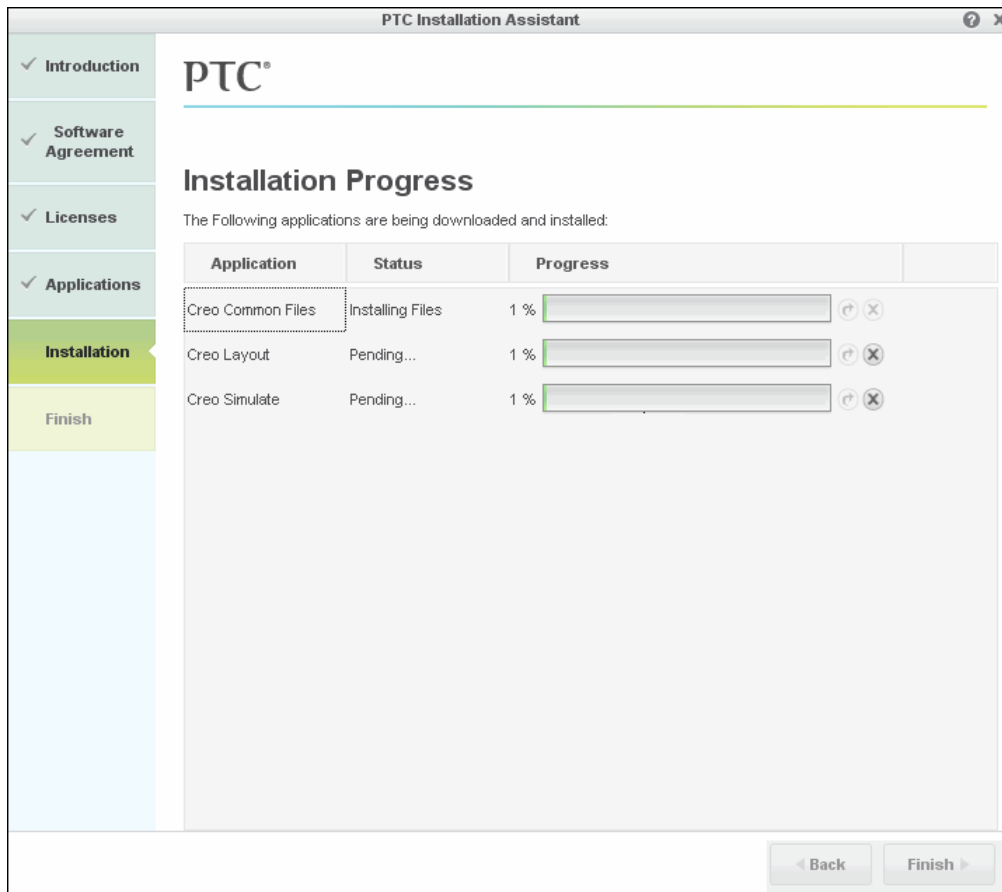 PTC Installation Assistant
Introduction
Software
Agreement
Licenses
Applications
Installation
Finish
PTC®
Installation Progress
The Following applications are being downloaded and installed:
Application Status Progress
Creo Common Files Installing Files 1 %
Creo Layout Pending... 1 %
Creo Simulate Pending... 1 %
Back Finish